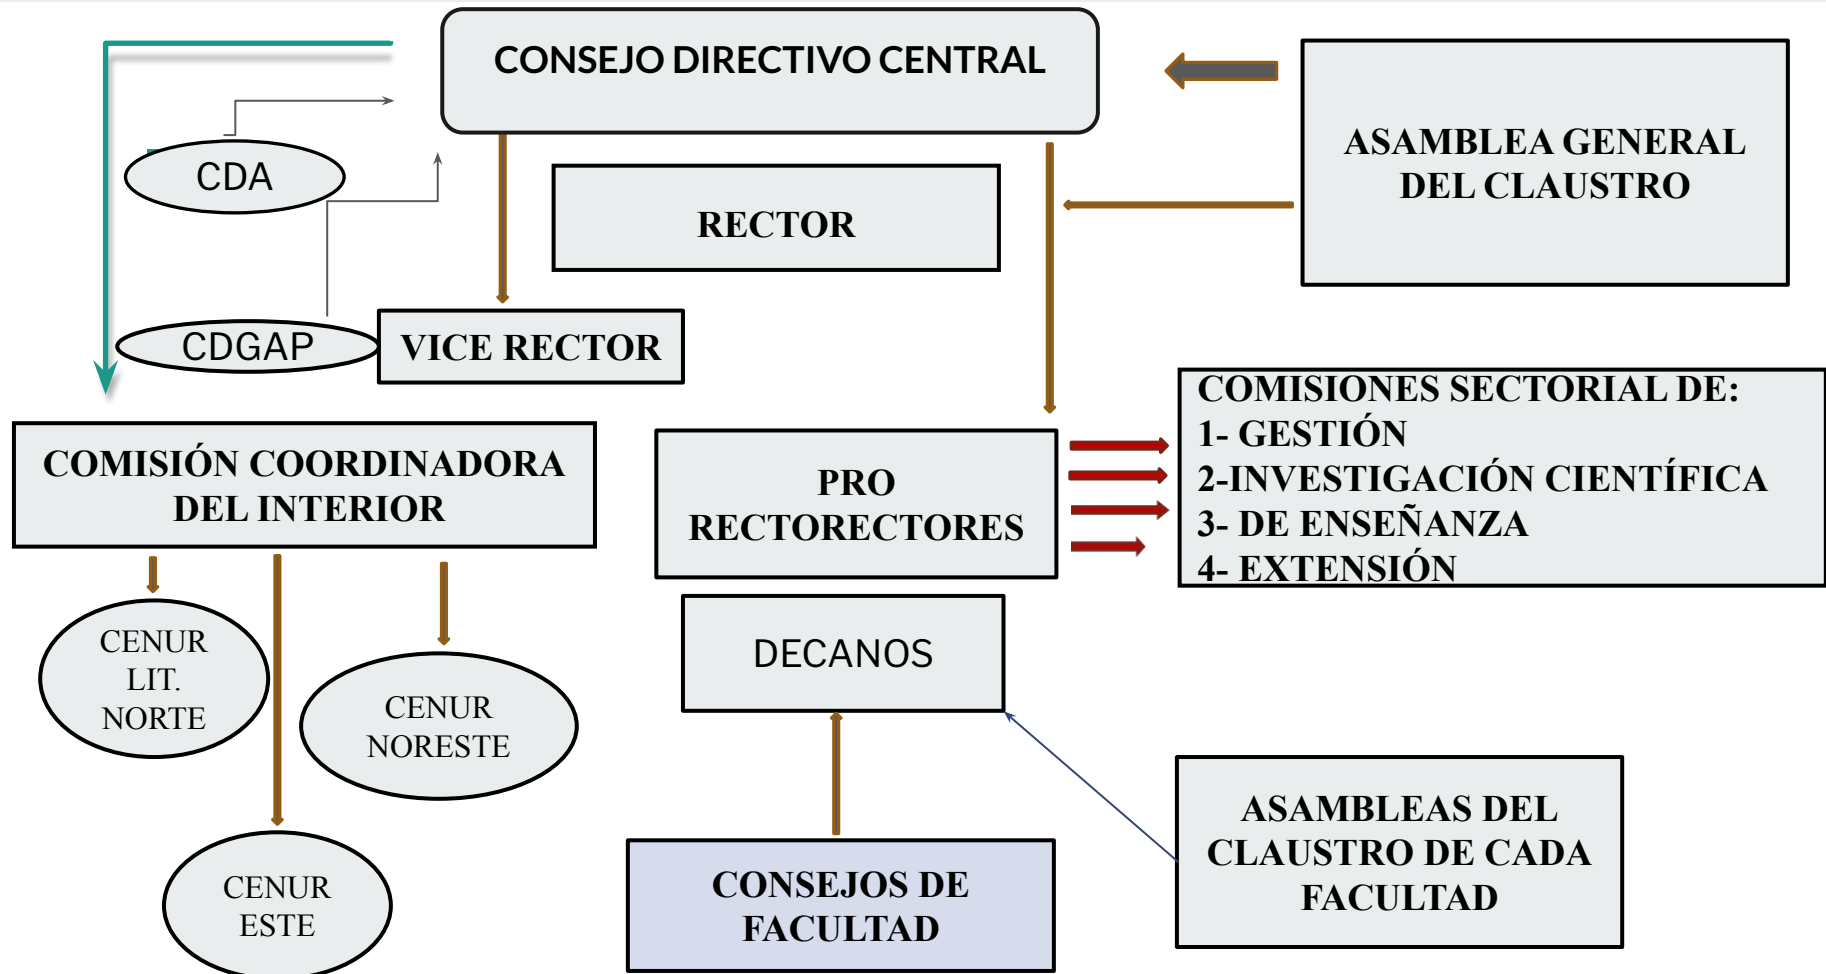 CONSEJO DIRECTIVO CENTRAL
ASAMBLEA GENERAL
DEL CLAUSTRO
CDA
RECTOR
CDGAP
VICE RECTOR
COMISIONES SECTORIAL DE:
1- GESTIÓN
2-INVESTIGACIÓN CIENTÍFICA
3- DE ENSEÑANZA
4- EXTENSIÓN
COMISIÓN COORDINADORA
DEL INTERIOR
PRO
RECTORECTORES
CENUR
LIT.
NORTE
CENUR
NORESTE
CENUR
ESTE
DECANOS
CONSEJOS DE
FACULTAD
ASAMBLEAS DEL
CLAUSTRO DE CADA
FACULTAD